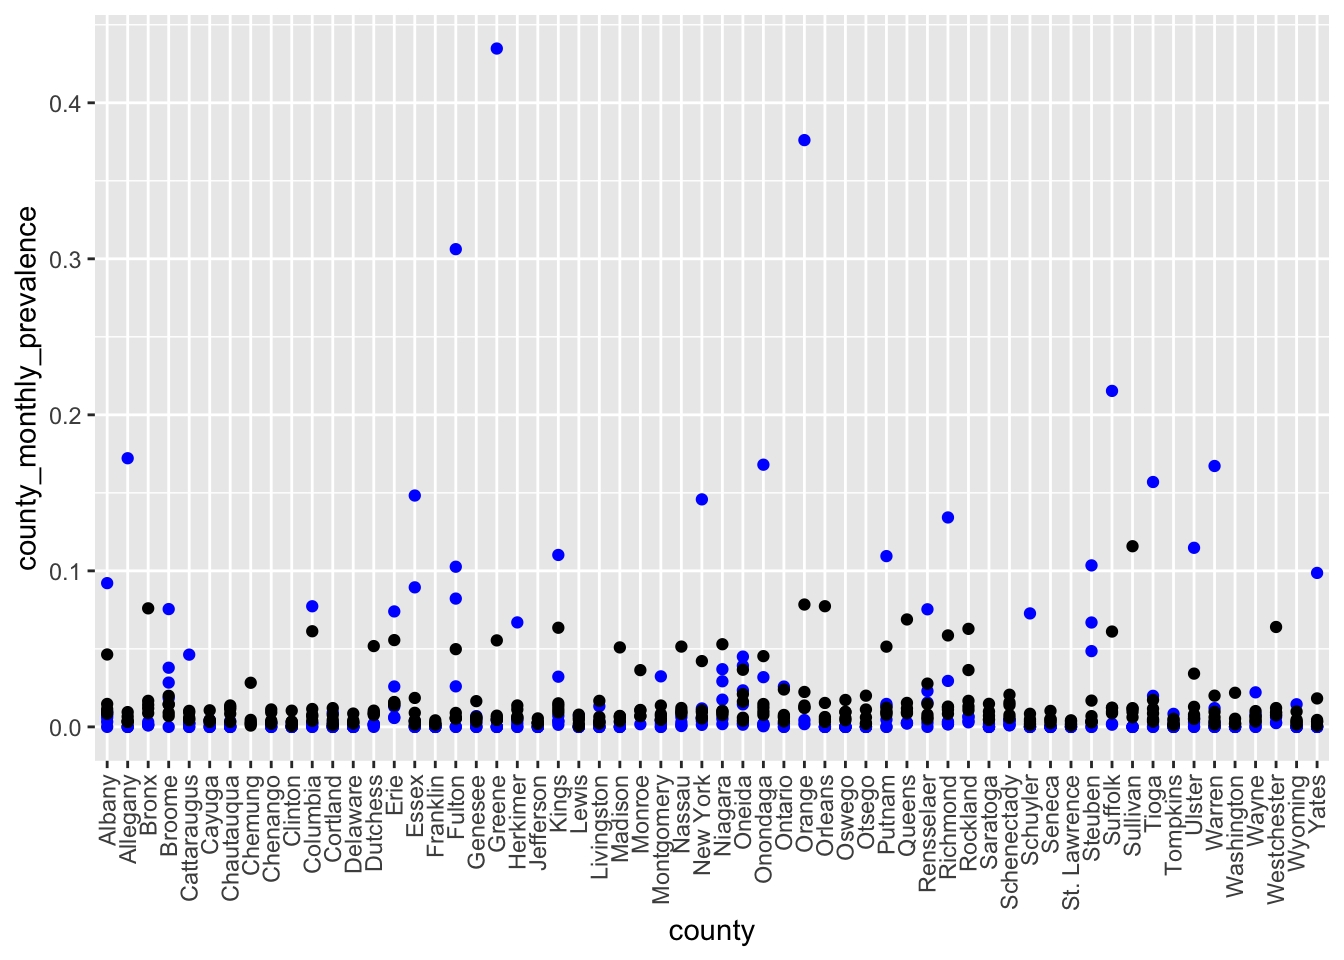 county_monthly_prevalence
0.4
0.3
0.2
0.1
0.0
Albany
Allegany
Bronx
Broome
Cattaraugus
Cayuga
Chautauqua
Chemung
Chenango
Clinton
Columbia
Cortland
Delaware
Dutchess
Erie
Essex
Franklin
Fulton
Genesee
Greene
Herkimer
Jefferson
Kings
Lewis
Livingston
Madison
Monroe
Montgomery
Nassau
New York
Niagara
Oneida
Onondaga
Ontario
Orange
Orleans
Oswego
Otsego
Putnam
Queens
Rensselaer
Richmond
Rockland
Saratoga
Schenectady
Schuyler
Seneca
St. Lawrence
Steuben
Suffolk
Sullivan
Tioga
Tompkins
Ulster
Warren
Washington
Wayne
Westchester
Wyoming
Yates
county